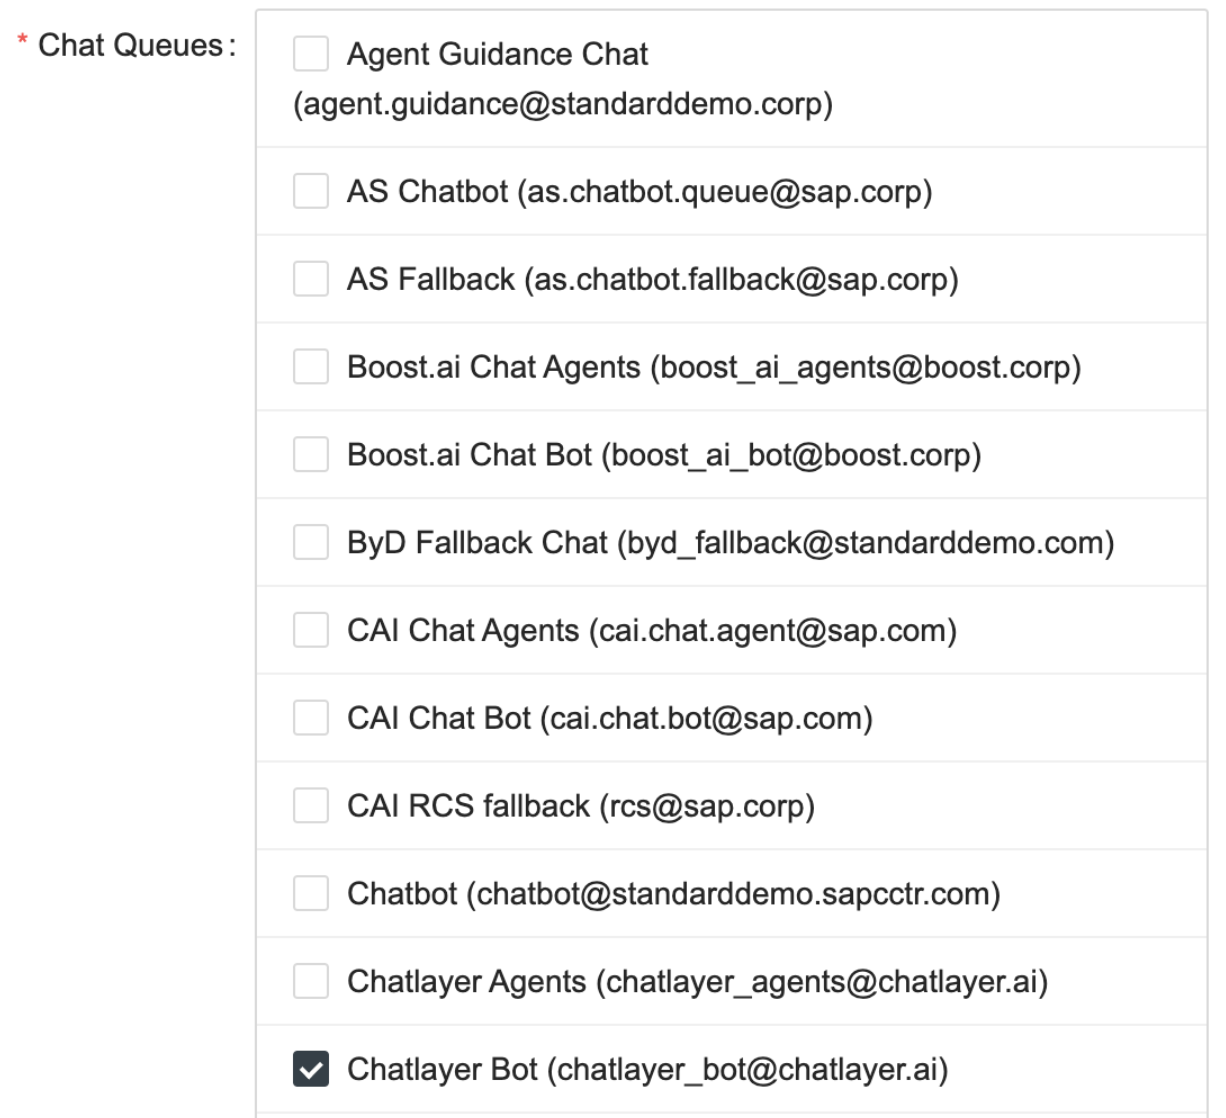 * Chat Queues:
Agent Guidance Chat
(agent.guidance@standarddemo.corp)
AS Chatbot (as.chatbot.queue@sap.corp)
AS Fallback (as.chatbot.fallback@sap.corp)
Boost.ai Chat Agents (boost_ai_agents@boost.corp)
Boost.ai Chat Bot (boost_ai_bot@boost.corp)
ByD Fallback Chat (byd_fallback@standarddemo.com)
CAI Chat Agents (cai.chat.agent@sap.com)
CAI Chat Bot (cai.chat.bot@sap.com)
CAI RCS fallback (rcs@sap.corp)
Chatbot (chatbot@standarddemo.sapcctr.com)
Chatlayer Agents (chatlayer_agents@chatlayer.ai)
Chatlayer Bot (chatlayer_bot@chatlayer.ai)